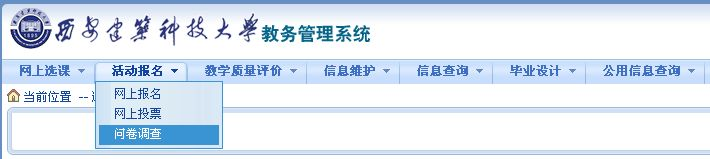 西安建筑科技大学教务管理系统
网上选课 活动报名 教学质量评价 信息维护 信息查询 毕业设计 公用信息查询
当前位置 --
网上报名
网上投票
问卷调查